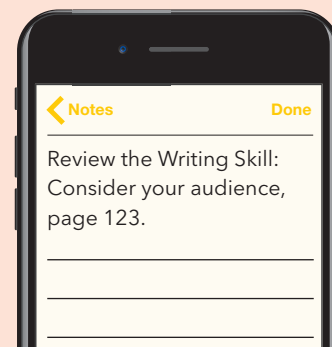 Notes Done
Review the Writing Skill:
Consider your audience,
page 123.